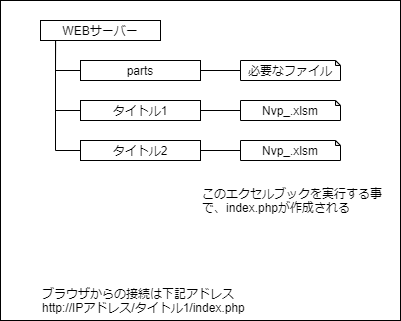 WEBサーバー
parts
必要なファイル
タイトル1
Nvp_.xlsm
タイトル2
Nvp_.xlsm
このエクセルブックを実行する事
で、index.phpが作成される
ブラウザからの接続は下記アドレス
http://IPアドレス/タイトル1/index.php